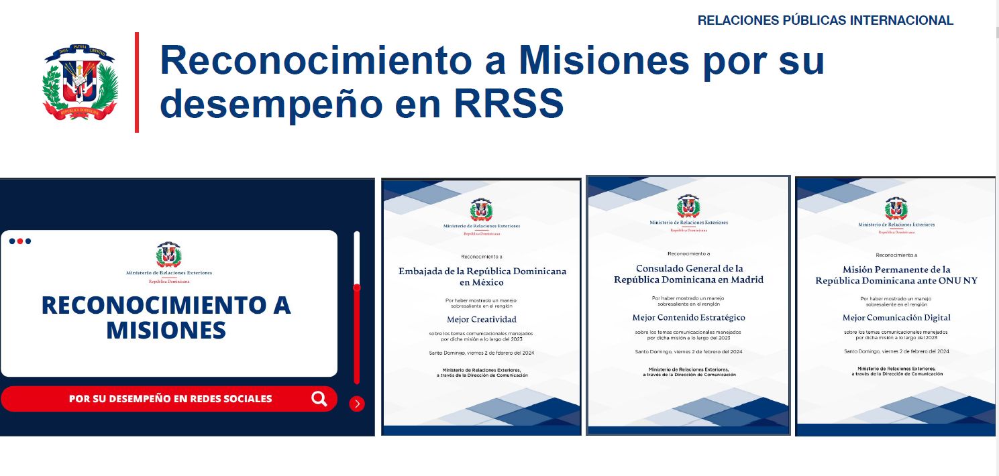 RELACIONES PÚBLICAS INTERNACIONAL
DIOS PATRIA LIBERTAD
REPÚBLICA DOMINICANA
Reconocimiento a Misiones por su
desempeño en RRSS
Ministerio de Relaciones Exteriores
República Dominicana
RECONOCIMIENTO A
MISIONES
POR SU DESEMPEÑO EN REDES SOCIALES
Ministerio de Relaciones Exteriores
República Dominicana
Reconocimiento a
Embajada de la República Dominicana
en México
Por haber mostrado un manejo
sobresaliente en el renglón
Mejor Creatividad
sobre los temas comunicacionales manejados
por dicha misión a lo largo del 2023
Santo Domingo, viernes 2 de febrero del 2024
Ministerio de Relaciones Exteriores,
a través de la Dirección de Comunicación
Ministerio de Relaciones Exteriores
República Dominicana
Reconocimiento a
Consulado General de la
República Dominicana en Madrid
Por haber mostrado un manejo
sobresaliente en el renglón
Mejor Contenido Estratégico
sobre los temas comunicacionales manejados
por dicha misión a lo largo del 2023
Santo Domingo, viernes 2 de febrero del 2024
Ministerio de Relaciones Exteriores,
a través de la Dirección de Comunicación
Ministerio de Relaciones Exteriores
República Dominicana
Reconocimiento a
Misión Permanente de la
República Dominicana ante ONU NY
Por haber mostrado un manejo
sobresaliente en el renglón
Mejor Comunicación Digital
sobre los temas comunicacionales manejados
por dicha misión a lo largo del 2023
Santo Domingo, viernes 2 de febrero del 2024
Ministerio de Relaciones Exteriores,
a través de la Dirección de Comunicación